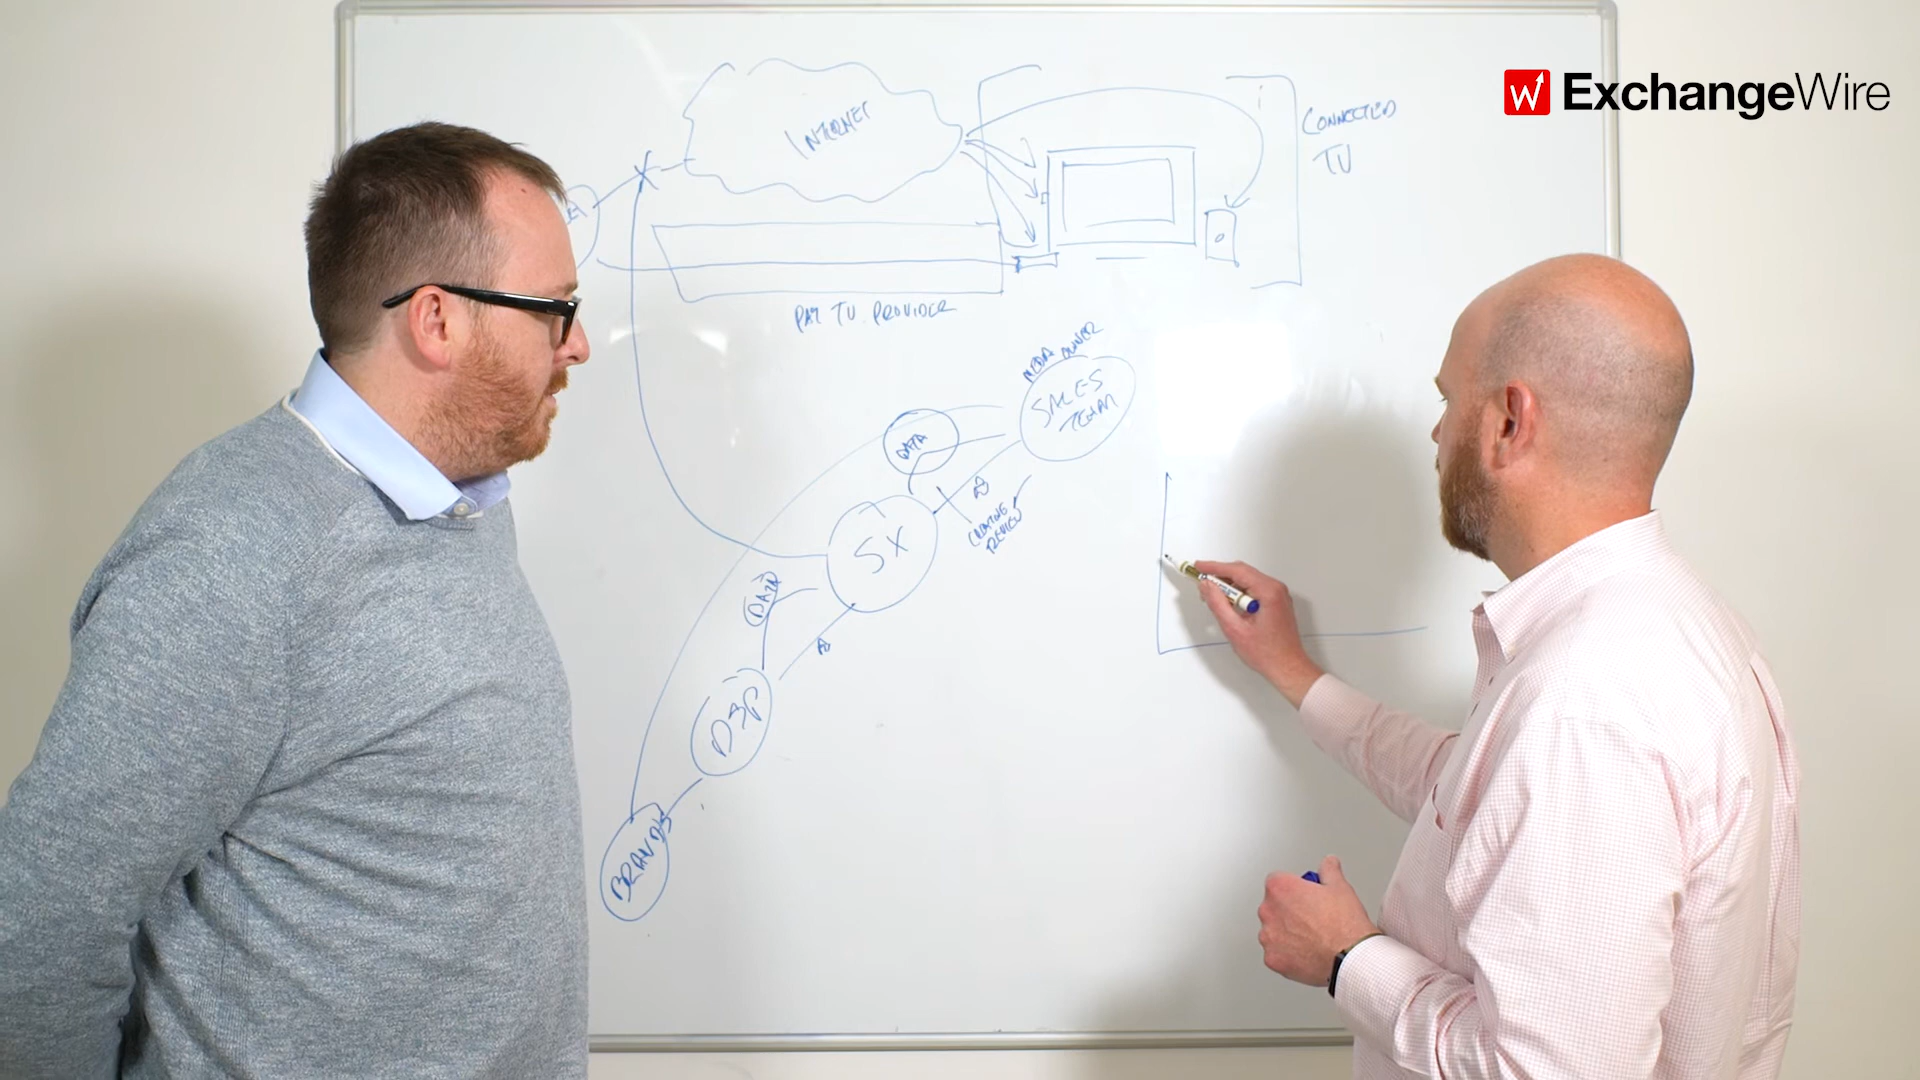 ExchangeWire
INTERNET
CONNECTED
TV
PAY TV PROVIDER
MEDIA OWNER
SALES
TEAM
DATA
AD
CREATIVE
REVIEW
SX
DATA
AD
DSP
BRANDS